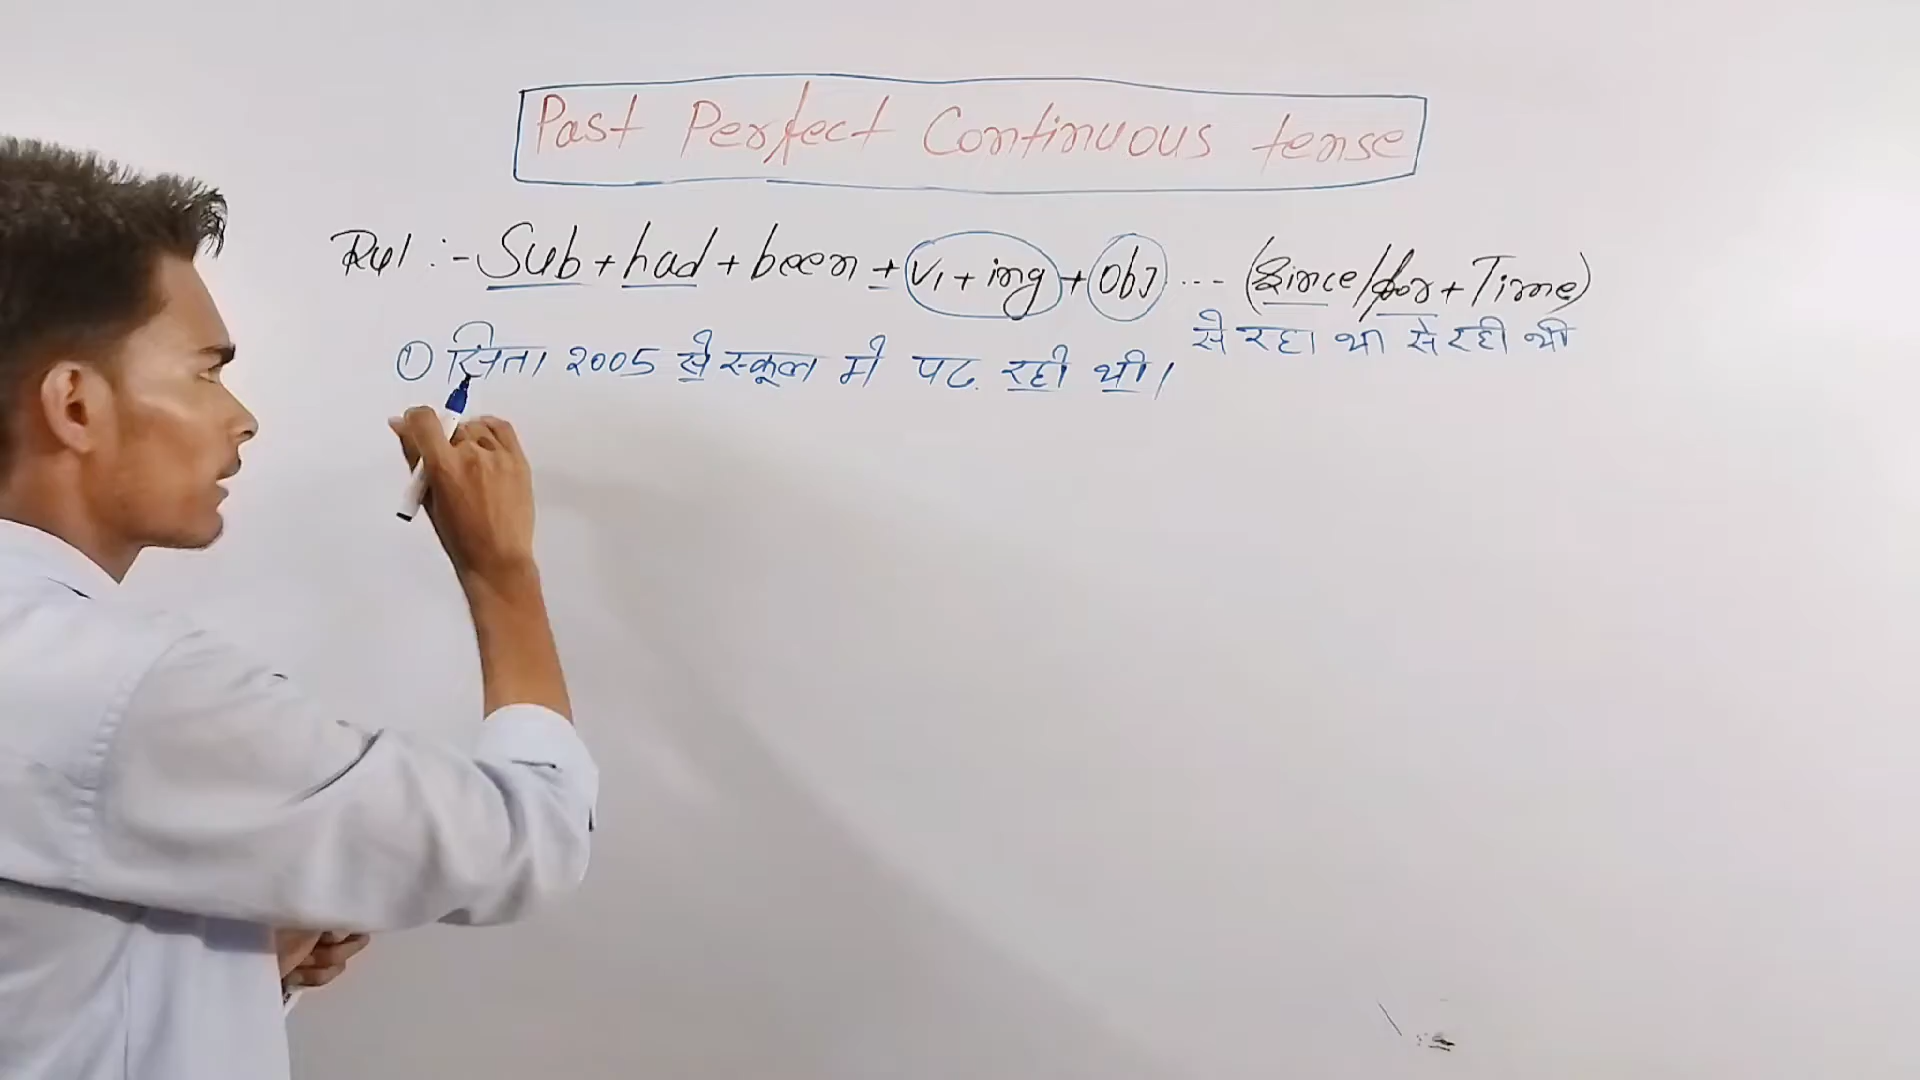 Past Perfect Continuous tense
Rul :- Sub + had + been + V1 + ing + obj ... (Since/for + Time)
से रहा था से रही थी
① सिता 2005 से स्कूल में पढ़ रही थी।